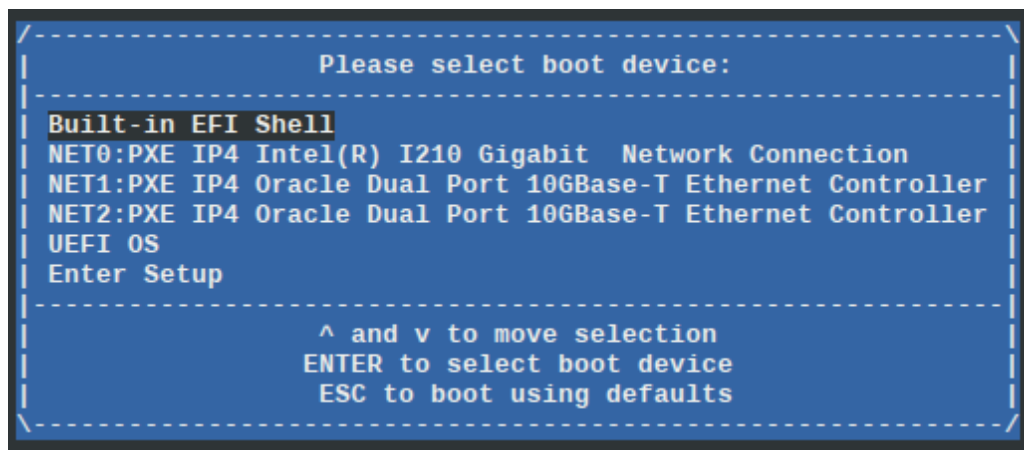 Please select boot device:
Built-in EFI Shell
NET0:PXE IP4 Intel(R) I210 Gigabit  Network Connection
NET1:PXE IP4 Oracle Dual Port 10GBase-T Ethernet Controller
NET2:PXE IP4 Oracle Dual Port 10GBase-T Ethernet Controller
UEFI OS
Enter Setup
^ and v to move selection
ENTER to select boot device
ESC to boot using defaults